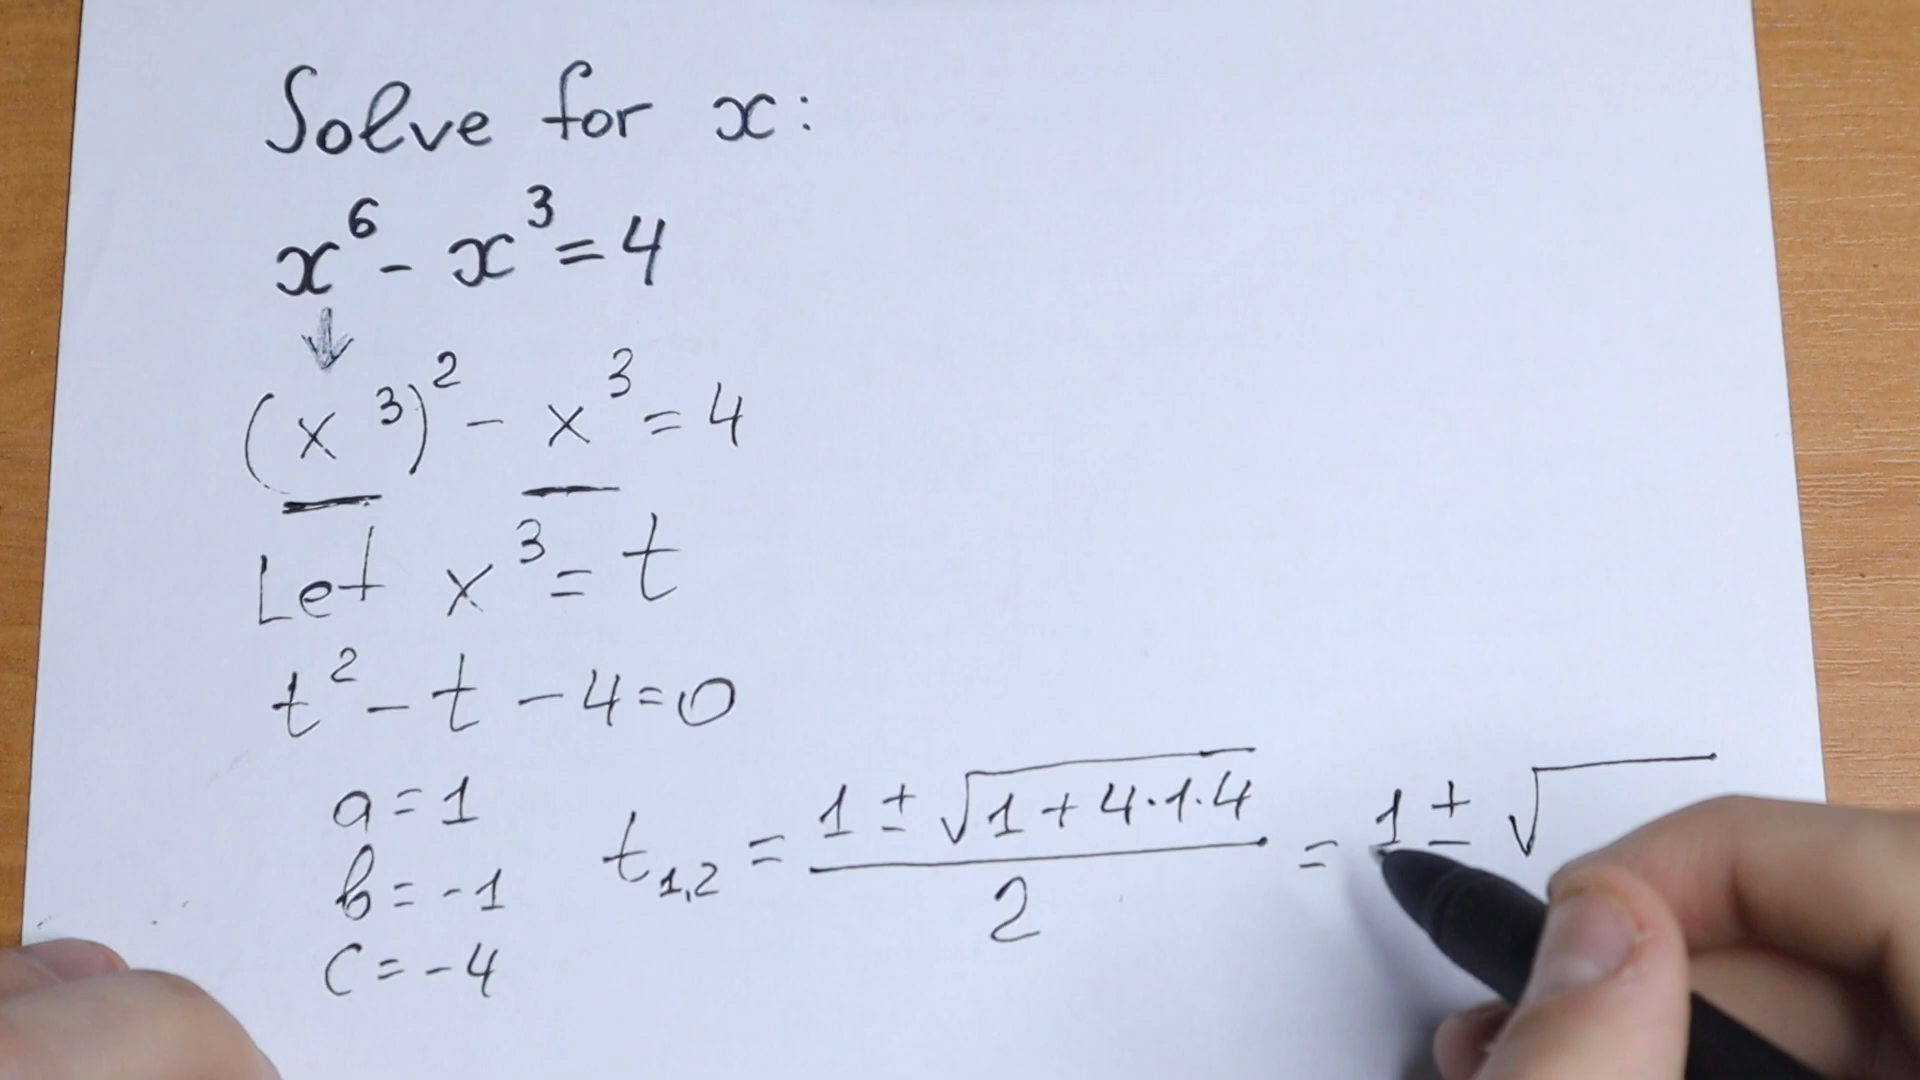 Solve for x:
x⁶ - x³ = 4
↓
(x³)² - x³ = 4
Let x³ = t
t² - t - 4 = 0
a = 1
b = -1
c = -4
t₁,₂ = (1 ± √(1 + 4·1·4)) / 2 = 1 ± √